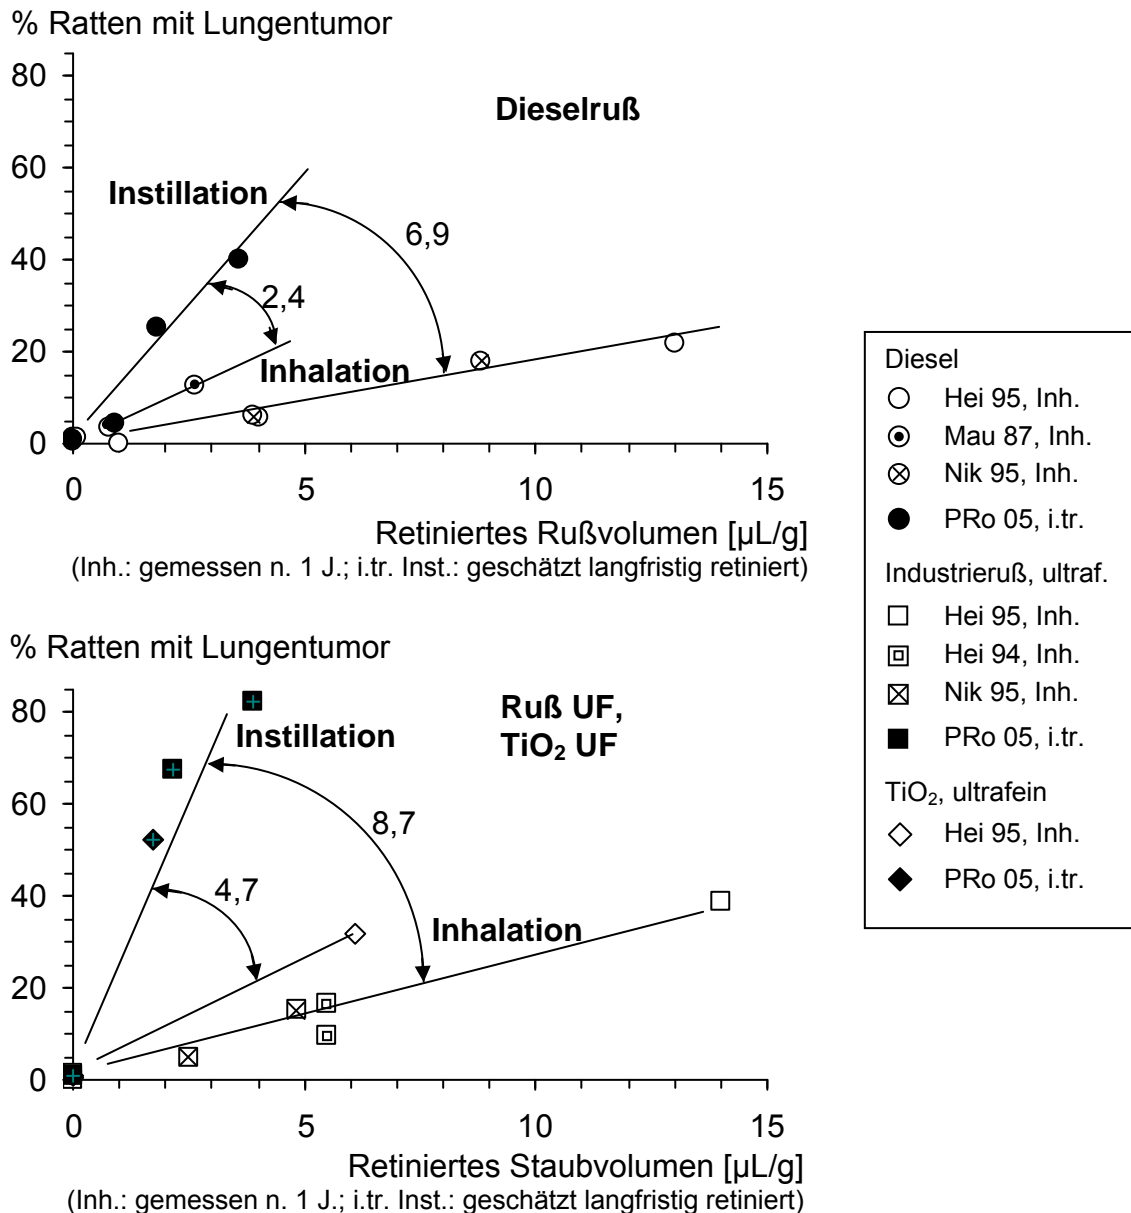 % Ratten mit Lungentumor
80
Dieselruß
60
Instillation
6,9
40
2,4
20
Inhalation
0
0 5 10 15
Retiniertes Rußvolumen [µL/g]
(Inh.: gemessen n. 1 J.; i.tr. Inst.: geschätzt langfristig retiniert)
% Ratten mit Lungentumor
80
Ruß UF,
TiO₂ UF
Instillation
60
8,7
40
4,7
Inhalation
20
0
0 5 10 15
Retiniertes Staubvolumen [µL/g]
(Inh.: gemessen n. 1 J.; i.tr. Inst.: geschätzt langfristig retiniert)
Diesel
Hei 95, Inh.
Mau 87, Inh.
Nik 95, Inh.
PRo 05, i.tr.
Industrieruß, ultraf.
Hei 95, Inh.
Hei 94, Inh.
Nik 95, Inh.
PRo 05, i.tr.
TiO₂, ultrafein
Hei 95, Inh.
PRo 05, i.tr.